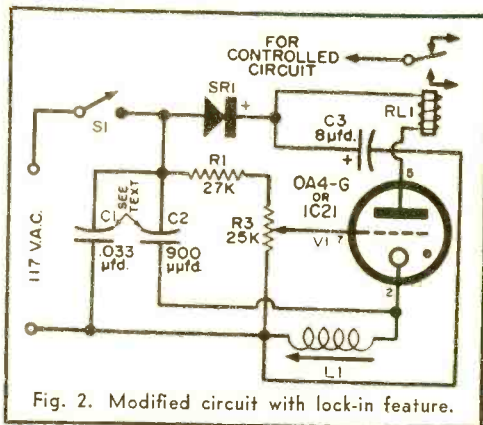 FOR
CONTROLLED
CIRCUIT
SR1
+
RL1
S1
C3
8µfd.
+
R1
27K
OA4-G
OR
1C21
5
117 V.A.C.
SEE
TEXT
C1
.033
µfd.
C2
900
µµfd.
R3
25K
V1 7
2
L1
Fig. 2. Modified circuit with lock-in feature.